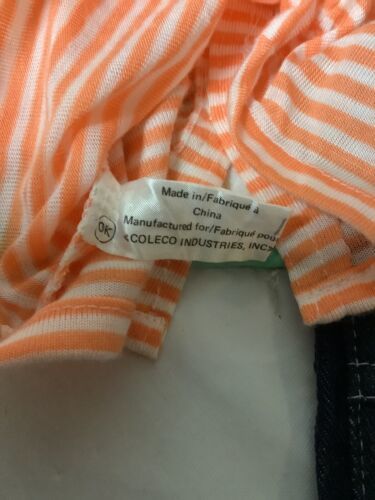 Made in/Fabriqué à
China
Manufactured for/Fabriqué pour
<COLECO INDUSTRIES, INC>
OK